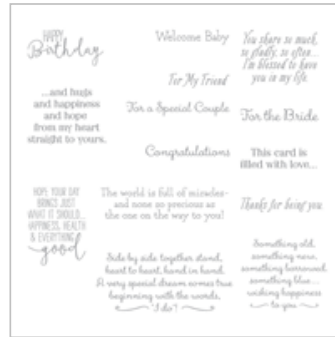 HAPPY
Birthday
...and hugs
and happiness
and hope
from my heart
straight to yours.
HOPE YOUR DAY
BRINGS JUST
WHAT IT SHOULD...
HAPPINESS, HEALTH
& EVERYTHING
good
Welcome Baby
For My Friend
For a Special Couple
Congratulations
The world is full of miracles-
and none so precious as
the one on the way to you!
Side by side together stand,
heart to heart, hand in hand.
A very special dream comes true
beginning with the words,
"I do"!
You share so much,
so gladly, so often...
I'm blessed to have
you in my life.
For the Bride
This card is
filled with love...
Thanks for being you.
Something old,
something new,
something borrowed,
something blue...
wishing happiness
to you